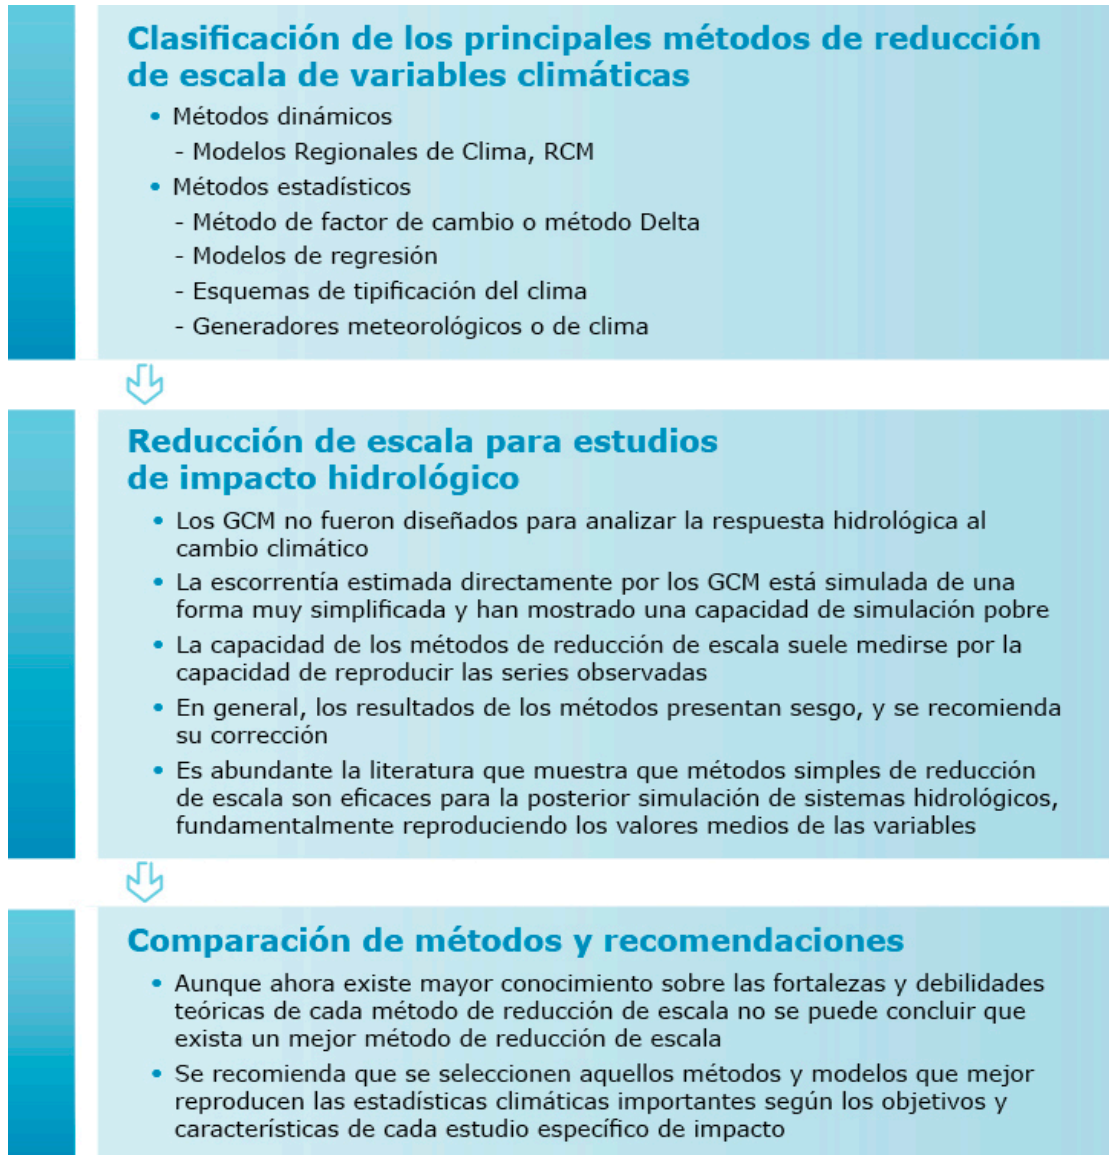 Clasificación de los principales métodos de reducción
de escala de variables climáticas
• Métodos dinámicos
- Modelos Regionales de Clima, RCM
• Métodos estadísticos
- Método de factor de cambio o método Delta
- Modelos de regresión
- Esquemas de tipificación del clima
- Generadores meteorológicos o de clima
Reducción de escala para estudios
de impacto hidrológico
• Los GCM no fueron diseñados para analizar la respuesta hidrológica al
cambio climático
• La escorrentía estimada directamente por los GCM está simulada de una
forma muy simplificada y han mostrado una capacidad de simulación pobre
• La capacidad de los métodos de reducción de escala suele medirse por la
capacidad de reproducir las series observadas
• En general, los resultados de los métodos presentan sesgo, y se recomienda
su corrección
• Es abundante la literatura que muestra que métodos simples de reducción
de escala son eficaces para la posterior simulación de sistemas hidrológicos,
fundamentalmente reproduciendo los valores medios de las variables
Comparación de métodos y recomendaciones
• Aunque ahora existe mayor conocimiento sobre las fortalezas y debilidades
teóricas de cada método de reducción de escala no se puede concluir que
exista un mejor método de reducción de escala
• Se recomienda que se seleccionen aquellos métodos y modelos que mejor
reproducen las estadísticas climáticas importantes según los objetivos y
características de cada estudio específico de impacto